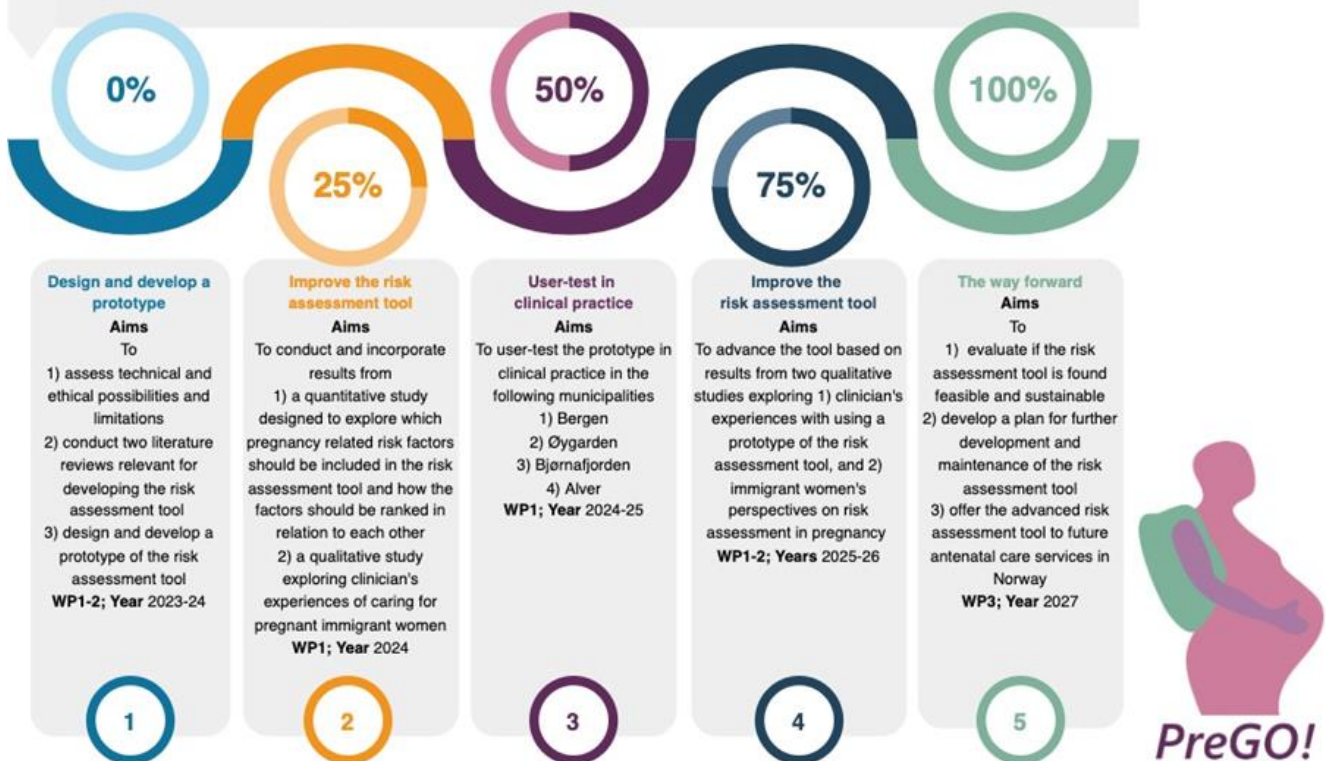 0%
25%
50%
75%
100%
Design and develop a
prototype
Aims
To
1) assess technical and
ethical possibilities and
limitations
2) conduct two literature
reviews relevant for
developing the risk
assessment tool
3) design and develop a
prototype of the risk
assessment tool
WP1-2; Year 2023-24
1
Improve the risk
assessment tool
Aims
To conduct and incorporate
results from
1) a quantitative study
designed to explore which
pregnancy related risk factors
should be included in the risk
assessment tool and how the
factors should be ranked in
relation to each other
2) a qualitative study
exploring clinician's
experiences of caring for
pregnant immigrant women
WP1; Year 2024
2
User-test in
clinical practice
Aims
To user-test the prototype in
clinical practice in the
following municipalities
1) Bergen
2) Øygarden
3) Bjørnafjorden
4) Alver
WP1; Year 2024-25
3
Improve the
risk assessment tool
Aims
To advance the tool based on
results from two qualitative
studies exploring 1) clinician's
experiences with using a
prototype of the risk
assessment tool, and 2)
immigrant women's
perspectives on risk
assessment in pregnancy
WP1-2; Years 2025-26
4
The way forward
Aims
To
1) evaluate if the risk
assessment tool is found
feasible and sustainable
2) develop a plan for further
development and
maintenance of the risk
assessment tool
3) offer the advanced risk
assessment tool to future
antenatal care services in
Norway
WP3; Year 2027
5
PreGO!